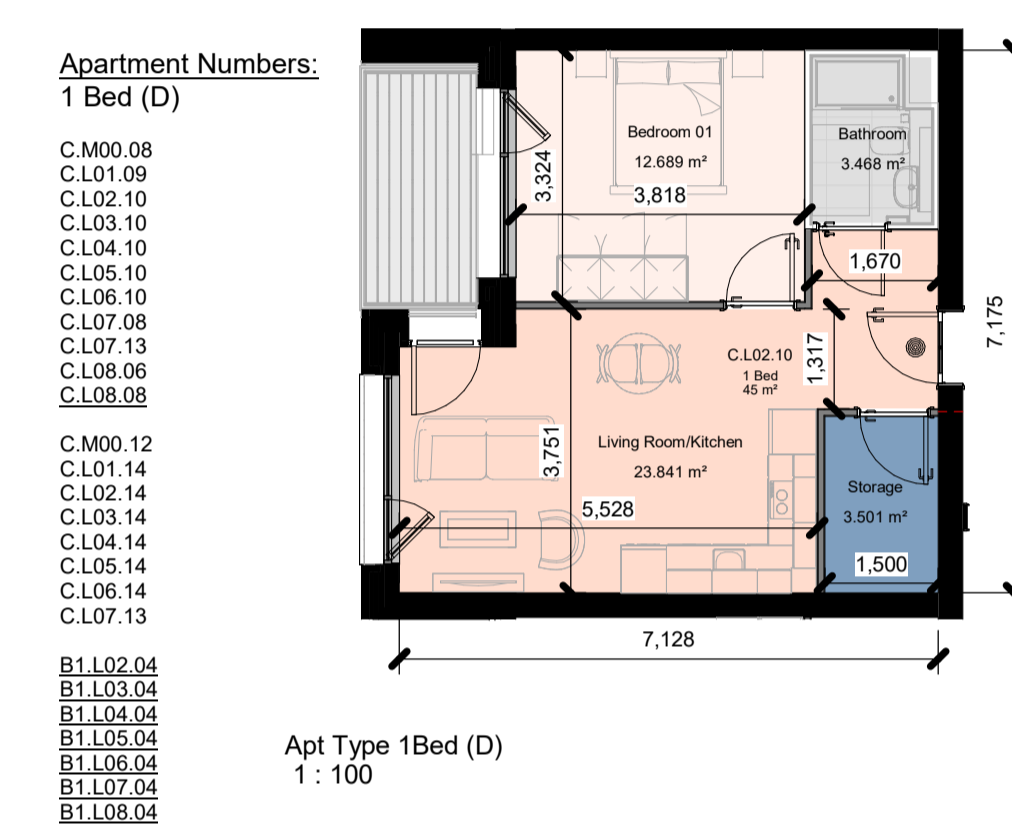 Apartment Numbers:
1 Bed (D)
C.M00.08
C.L01.09
C.L02.10
C.L03.10
C.L04.10
C.L05.10
C.L06.10
C.L07.08
C.L07.13
C.L08.06
C.L08.08
C.M00.12
C.L01.14
C.L02.14
C.L03.14
C.L04.14
C.L05.14
C.L06.14
C.L07.13
B1.L02.04
B1.L03.04
B1.L04.04
B1.L05.04
B1.L06.04
B1.L07.04
B1.L08.04
Bedroom 01
12.689 m²
3,324
3,818
Bathroom
3.468 m²
1,670
7,175
C.L02.10
1 Bed
45 m²
1,317
Living Room/Kitchen
23.841 m²
3,751
5,528
Storage
3.501 m²
1,500
7,128
Apt Type 1Bed (D)
1 : 100